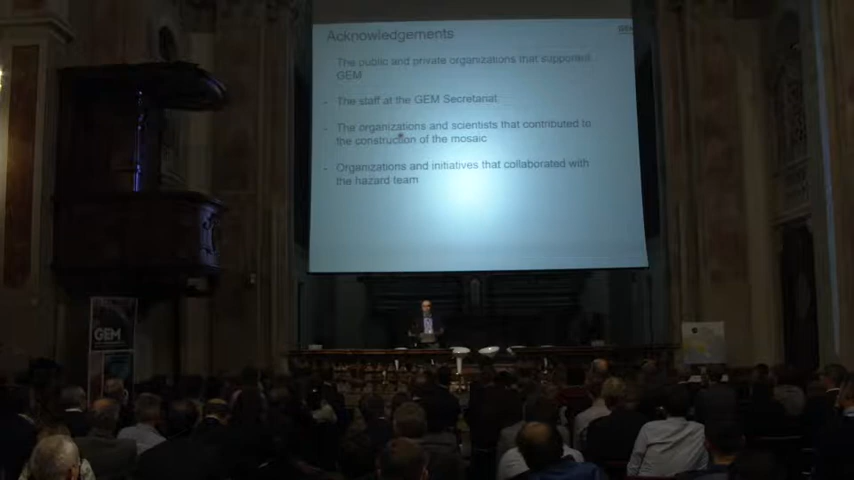 Acknowledgements
GEM
The public and private organizations that supported
GEM
- The staff at the GEM Secretariat
- The organizations and scientists that contributed to
the construction of the mosaic
- Organizations and initiatives that collaborated with
the hazard team
GEM